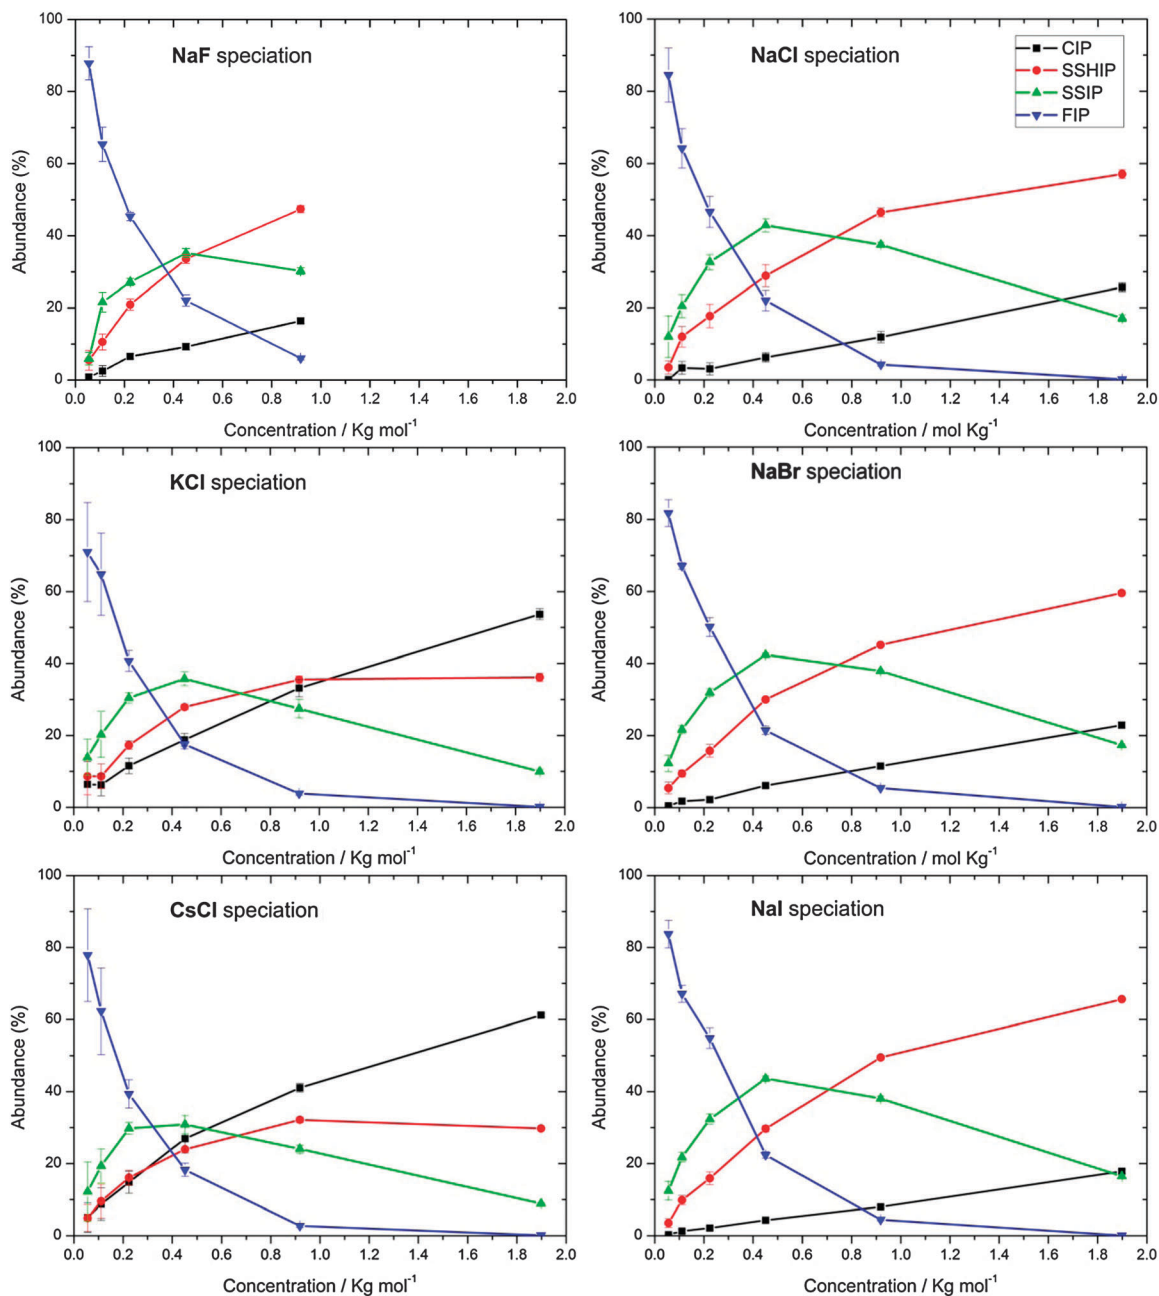 NaF speciation
100
80
60
40
20
0
Abundance (%)
0.0 0.2 0.4 0.6 0.8 1.0 1.2 1.4 1.6 1.8 2.0
Concentration / Kg mol⁻¹
NaCl speciation
CIP
SSHIP
SSIP
FIP
100
80
60
40
20
0
Abundance (%)
0.0 0.2 0.4 0.6 0.8 1.0 1.2 1.4 1.6 1.8 2.0
Concentration / mol Kg⁻¹
KCl speciation
100
80
60
40
20
0
Abundance (%)
0.0 0.2 0.4 0.6 0.8 1.0 1.2 1.4 1.6 1.8 2.0
Concentration / Kg mol⁻¹
NaBr speciation
100
80
60
40
20
0
Abundance (%)
0.0 0.2 0.4 0.6 0.8 1.0 1.2 1.4 1.6 1.8 2.0
Concentration / mol Kg⁻¹
CsCl speciation
100
80
60
40
20
0
Abundance (%)
0.0 0.2 0.4 0.6 0.8 1.0 1.2 1.4 1.6 1.8 2.0
Concentration / Kg mol⁻¹
NaI speciation
100
80
60
40
20
0
Abundance (%)
0.0 0.2 0.4 0.6 0.8 1.0 1.2 1.4 1.6 1.8 2.0
Concentration / Kg mol⁻¹